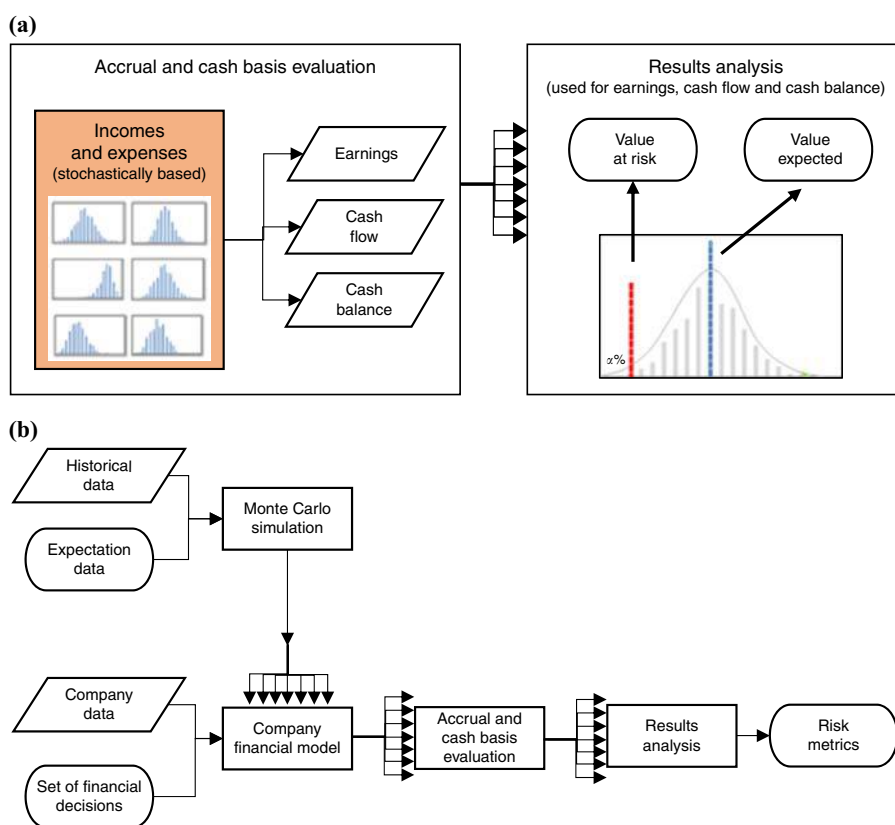 (a)
Accrual and cash basis evaluation
Incomes
and expenses
(stochastically based)
Earnings
Cash
flow
Cash
balance
Results analysis
(used for earnings, cash flow and cash balance)
Value
at risk
Value
expected
α%
(b)
Historical
data
Expectation
data
Monte Carlo
simulation
Company
data
Set of financial
decisions
Company
financial model
Accrual and
cash basis
evaluation
Results
analysis
Risk
metrics